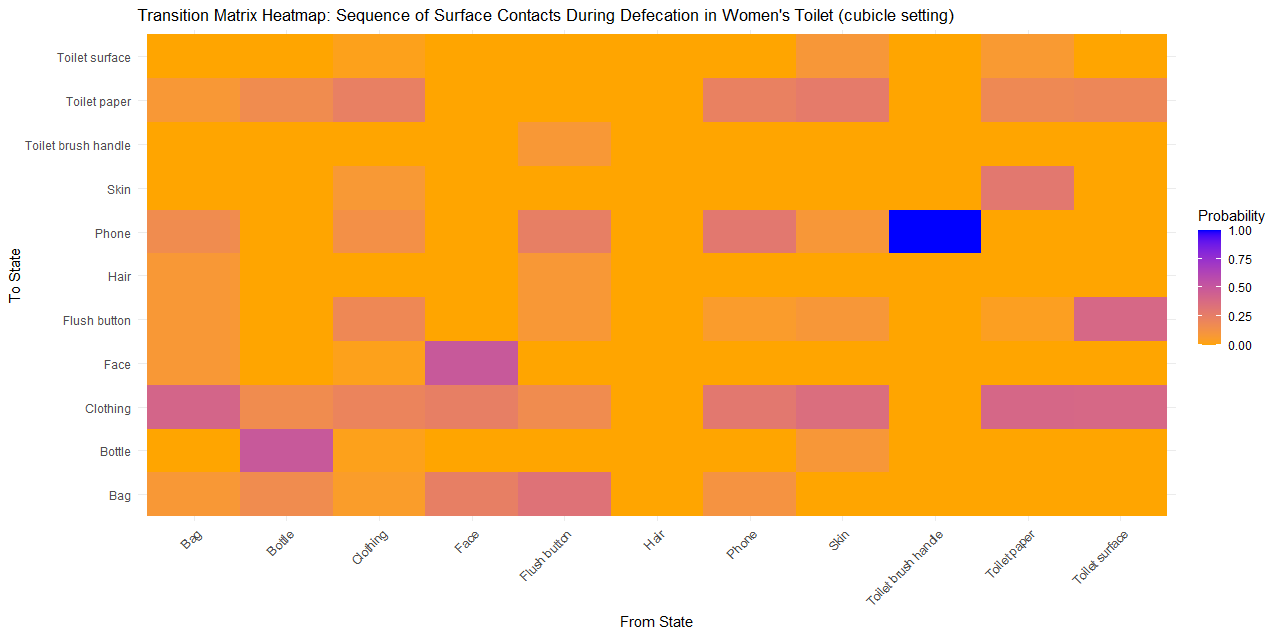 Transition Matrix Heatmap: Sequence of Surface Contacts During Defecation in Women's Toilet (cubicle setting)
To State
Toilet surface
Toilet paper
Toilet brush handle
Skin
Phone
Hair
Flush button
Face
Clothing
Bottle
Bag
Bag
Bottle
Clothing
Face
Flush button
Hair
Phone
Skin
Toilet brush handle
Toilet paper
Toilet surface
From State
Probability
1.00
0.75
0.50
0.25
0.00